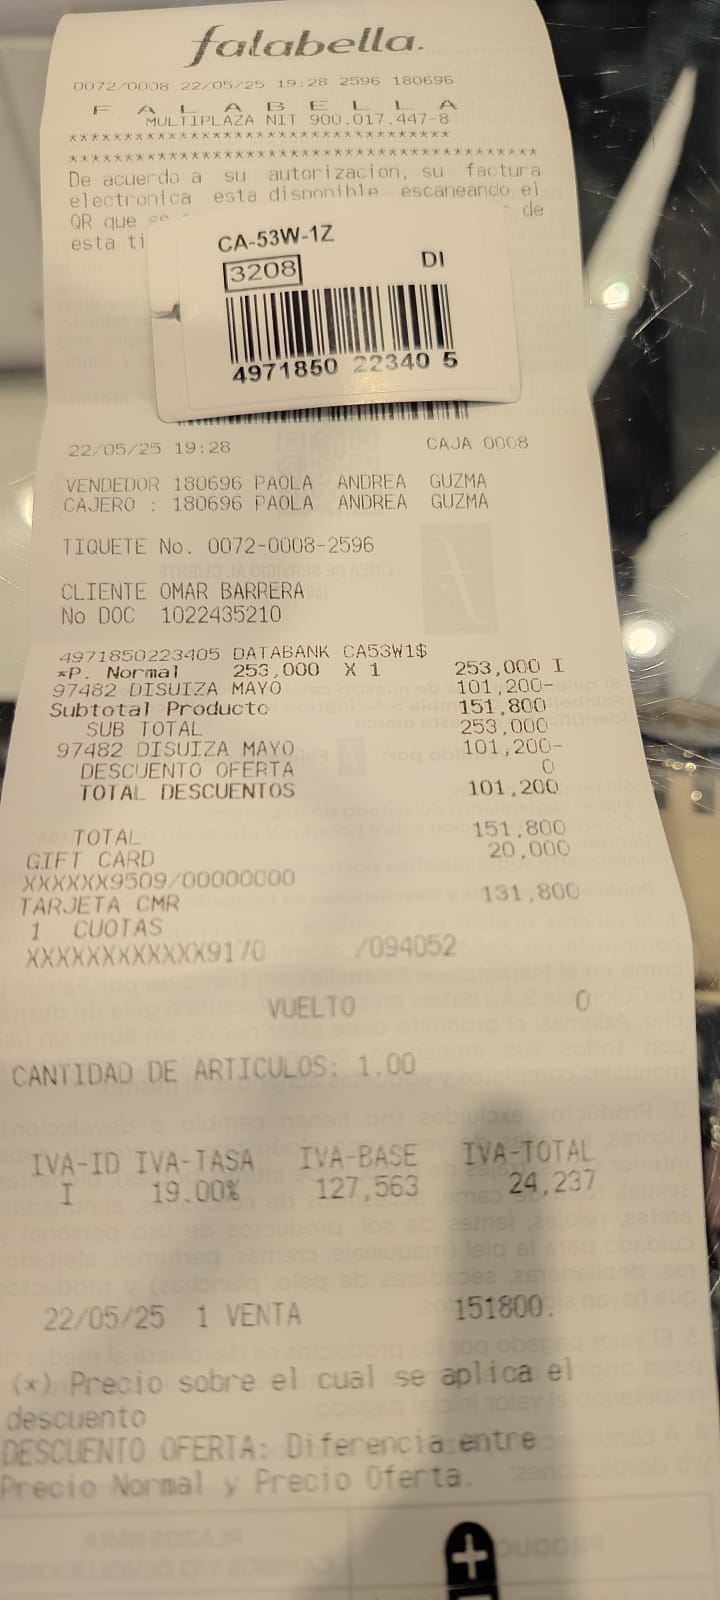 falabella.
0072/0008 22/05/25 19:28 2596 180696
F A L A B E L L A
MULTIPLAZA NIT 900.017.447-8
***********************************
******************************************
De acuerdo a su autorizacion, su factura
electronica esta disponible escaneando el
QR que se de
esta ti
CA-53W-1Z
3208 DI
4971850 22340 5
22/05/25 19:28 CAJA 0008
VENDEDOR 180696 PAOLA ANDREA GUZMA
CAJERO : 180696 PAOLA ANDREA GUZMA
TIQUETE No. 0072-0008-2596
CLIENTE OMAR BARRERA
No DOC 1022435210
4971850223405 DATABANK CA53W1$
*P. Normal 253,000 X 1 253,000 I
97482 DISUIZA MAYO 101,200-
Subtotal Producto 151,800
SUB TOTAL 253,000
97482 DISUIZA MAYO 101,200-
DESCUENTO OFERTA 0
TOTAL DESCUENTOS 101,200
TOTAL 151,800
GIFT CARD 20,000
XXXXXX9509/00000000
TARJETA CMR 131,800
1 CUOTAS
XXXXXXXXXXXX9170 /094052
VUELTO 0
CANTIDAD DE ARTICULOS: 1.00
IVA-ID IVA-TASA IVA-BASE IVA-TOTAL
I 19.00% 127,563 24,237
22/05/25 1 VENTA 151800.
(*) Precio sobre el cual se aplica el
descuento
DESCUENTO OFERTA: Diferencia entre
Precio Normal y Precio Oferta.